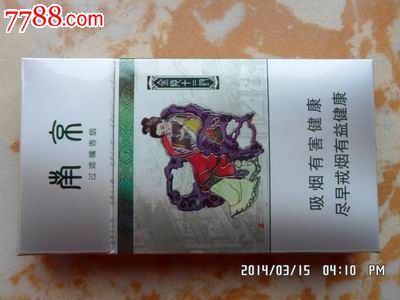 7788.com
南京
过滤嘴香烟
金陵十二钗
吸烟有害健康
尽早戒烟有益健康
2014/03/15 04:10 PM